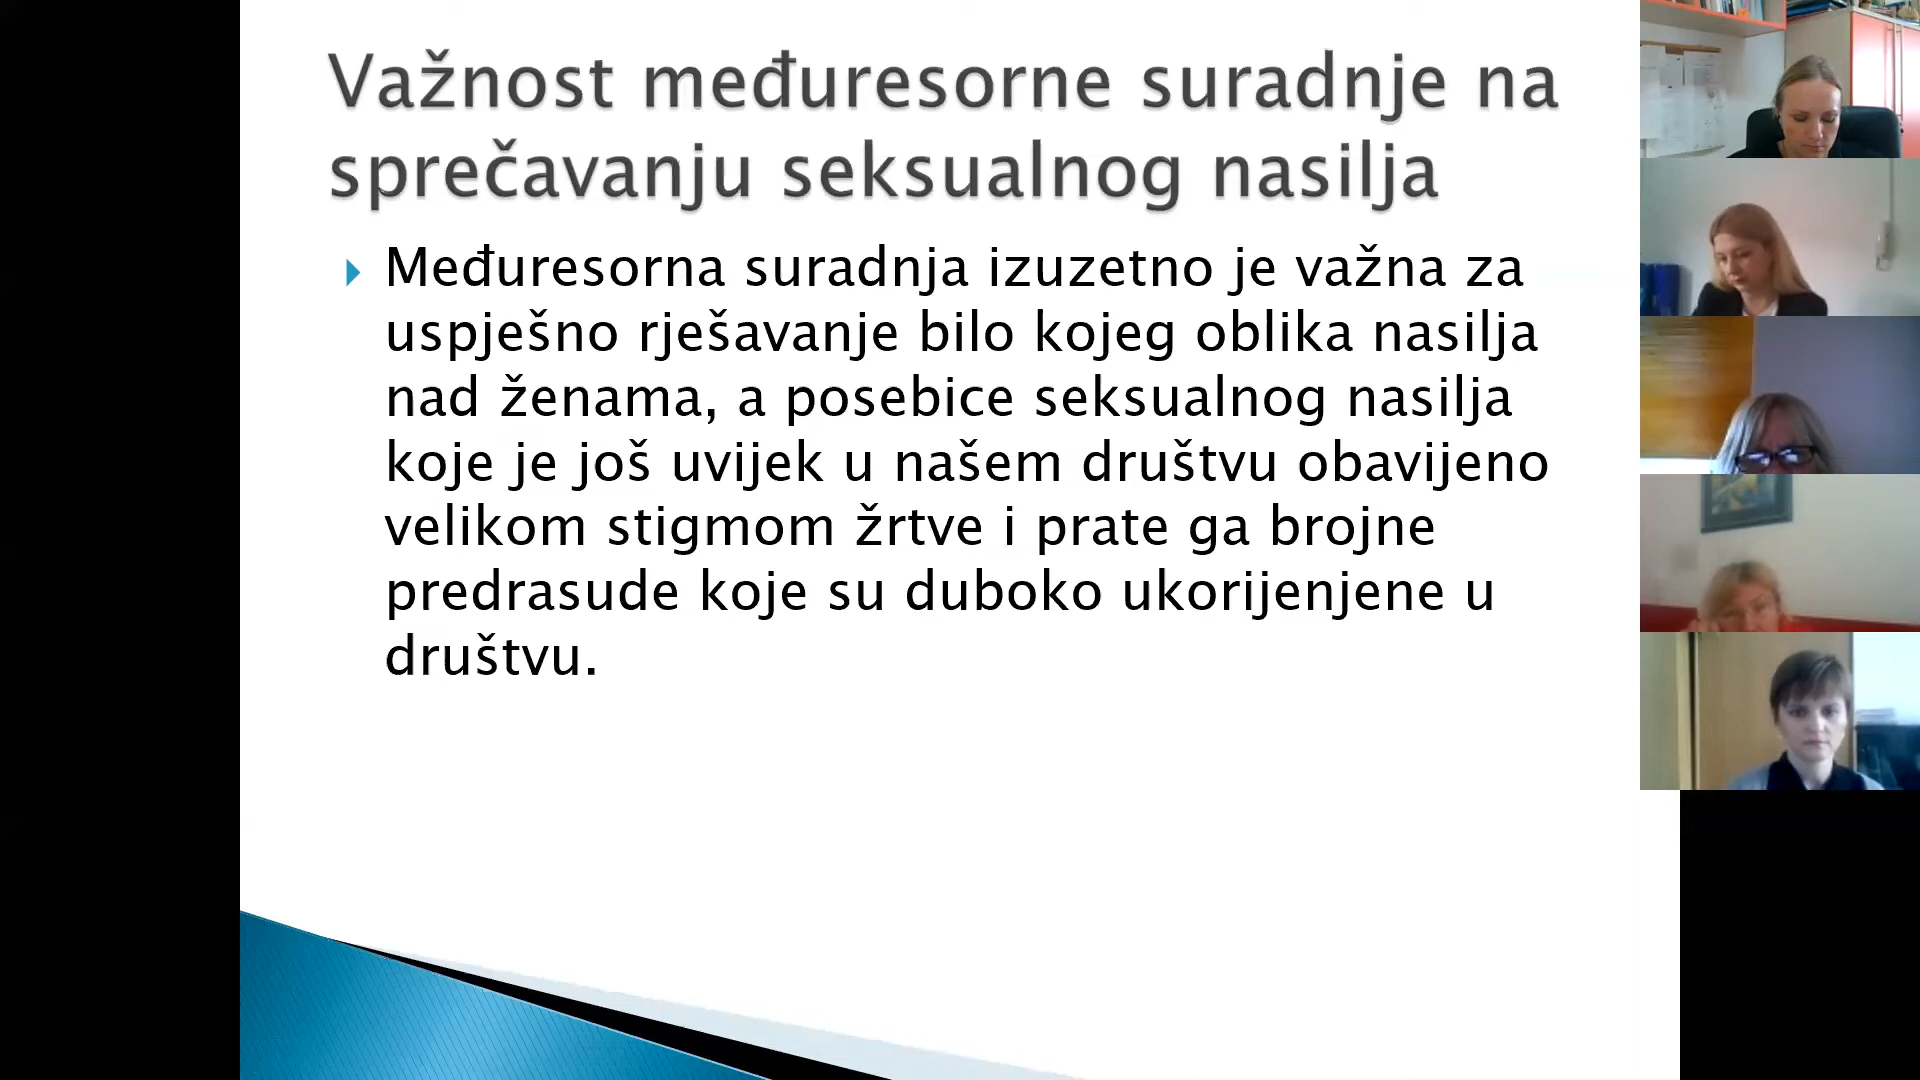 Važnost međuresorne suradnje na
sprečavanju seksualnog nasilja
Međuresorna suradnja izuzetno je važna za
uspješno rješavanje bilo kojeg oblika nasilja
nad ženama, a posebice seksualnog nasilja
koje je još uvijek u našem društvu obavijeno
velikom stigmom žrtve i prate ga brojne
predrasude koje su duboko ukorijenjene u
društvu.